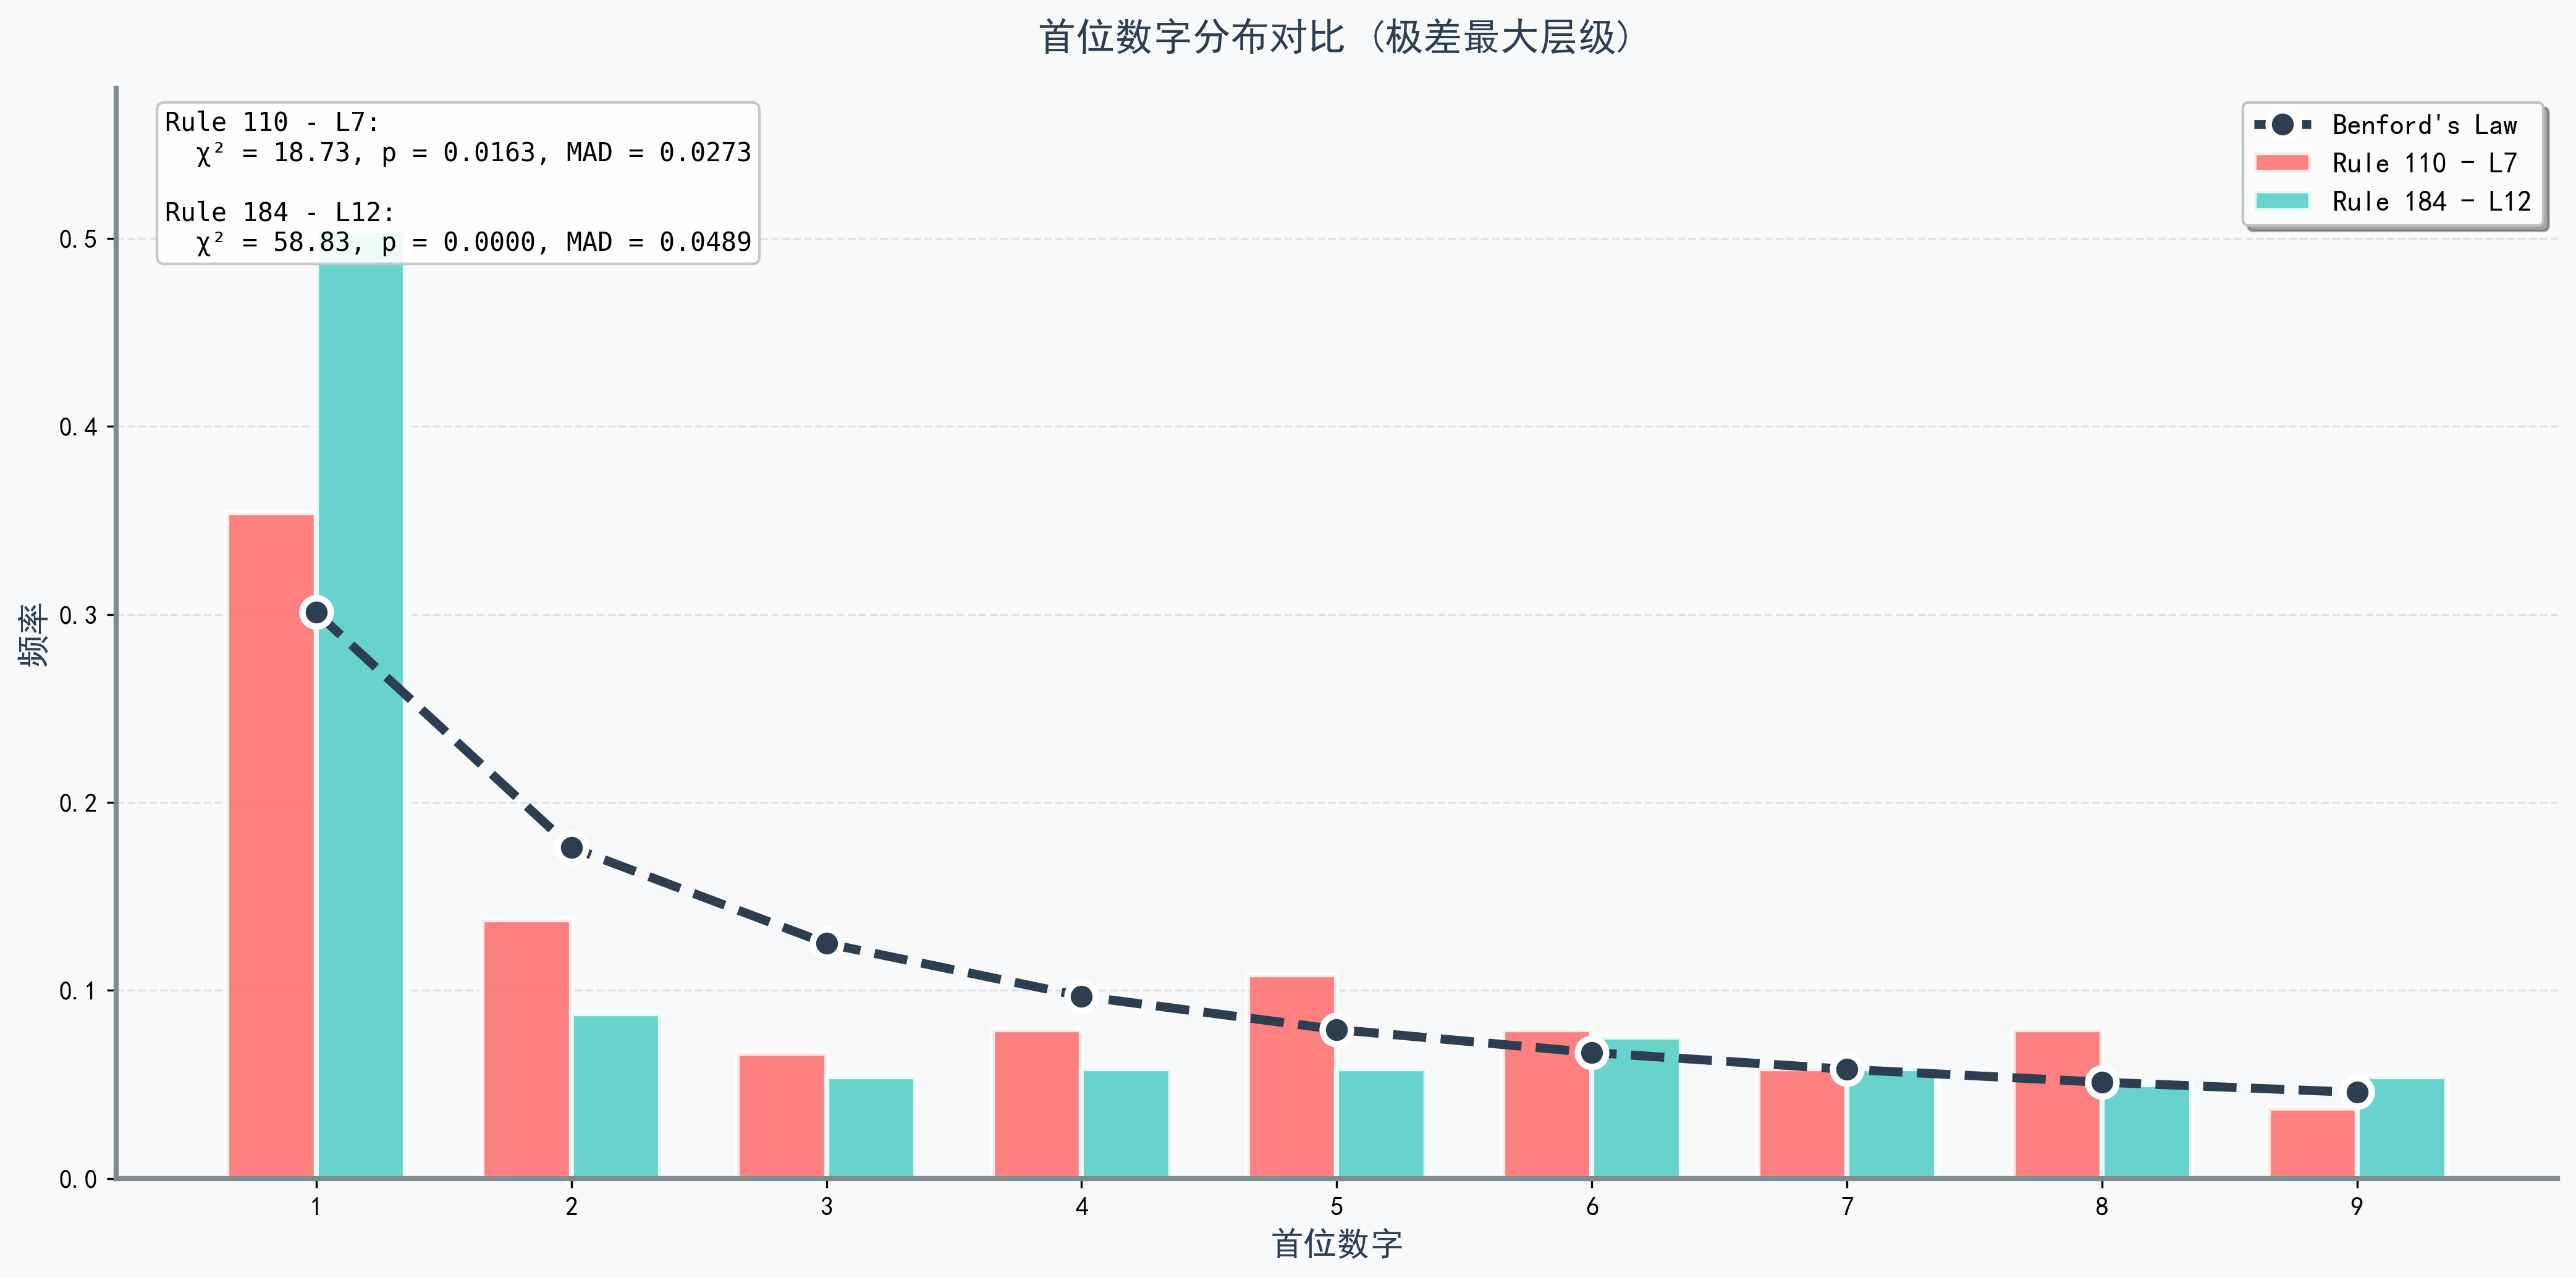 首位数字分布对比 (极差最大层级)
Rule 110 - L7:
χ² = 18.73, p = 0.0163, MAD = 0.0273
Rule 184 - L12:
χ² = 58.83, p = 0.0000, MAD = 0.0489
Benford's Law
Rule 110 - L7
Rule 184 - L12
频率
0.5
0.4
0.3
0.2
0.1
0.0
1 2 3 4 5 6 7 8 9
首位数字